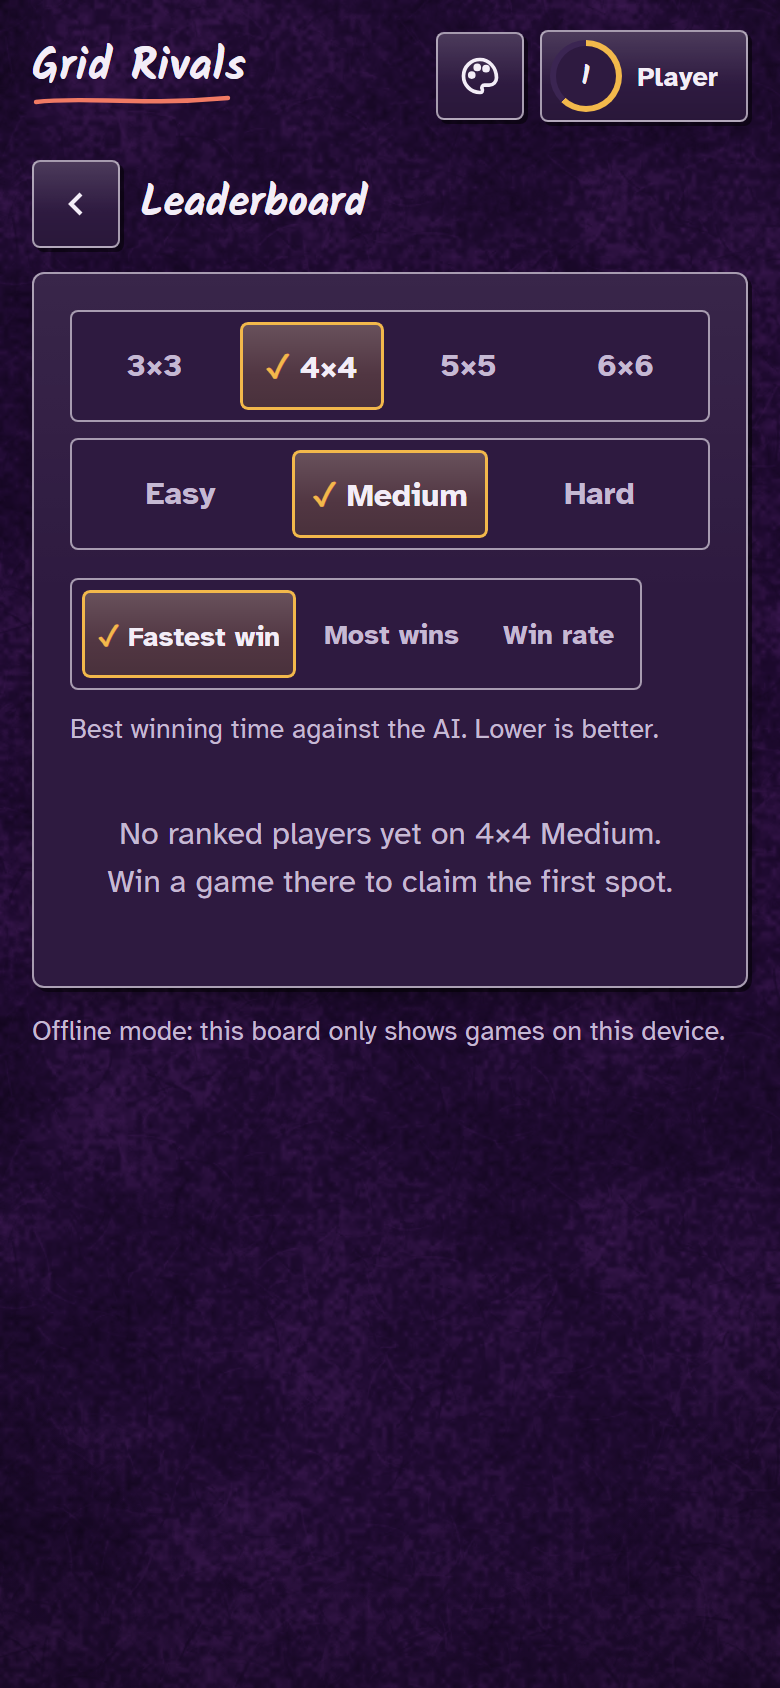 Grid Rivals
1 Player
Leaderboard
3×3 ✓ 4×4 5×5 6×6
Easy ✓ Medium Hard
✓ Fastest win Most wins Win rate
Best winning time against the AI. Lower is better.
No ranked players yet on 4×4 Medium.
Win a game there to claim the first spot.
Offline mode: this board only shows games on this device.